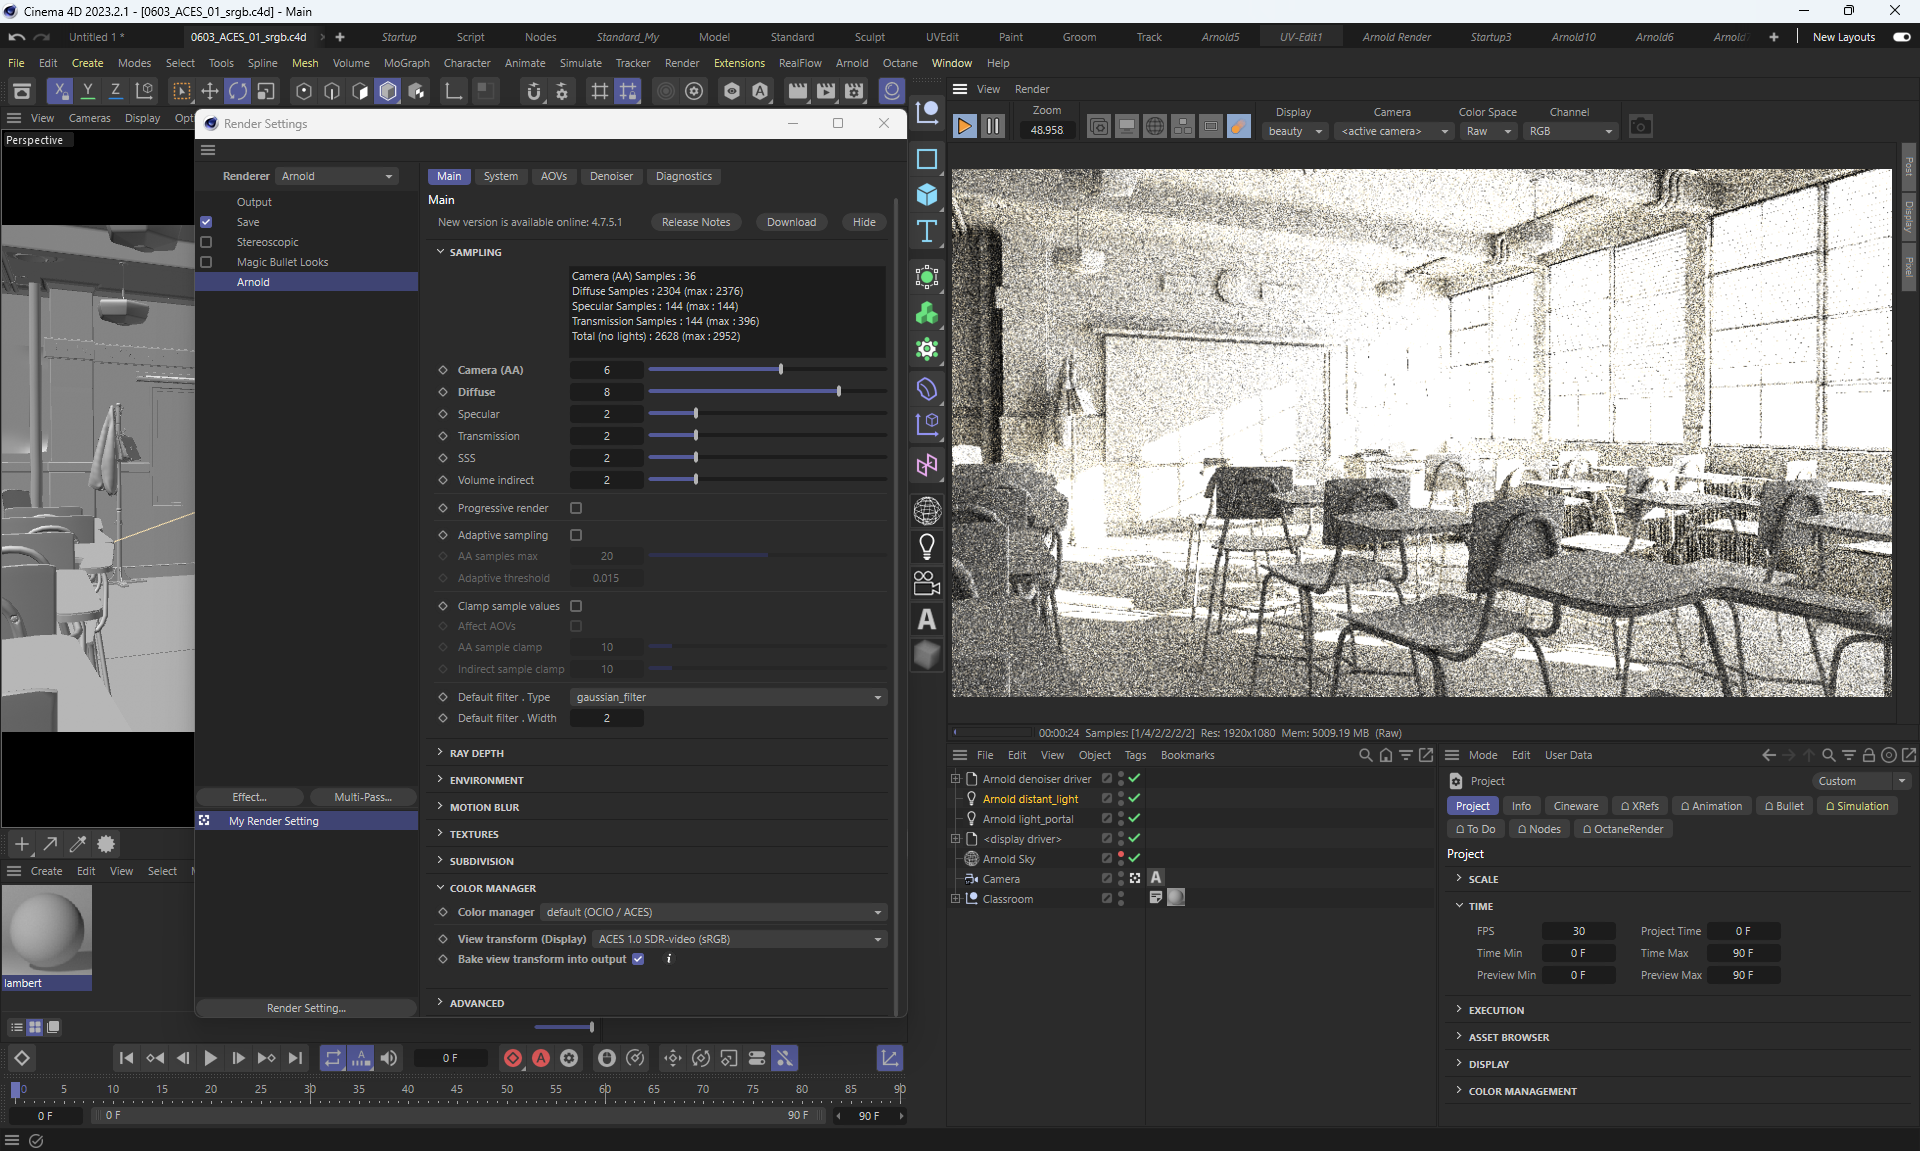 Cinema 4D 2023.2.1 - [0603_ACES_01_srgb.c4d] - Main
Untitled 1 *
0603_ACES_01_srgb.c4d
Startup
Script
Nodes
Standard_My
Model
Standard
Sculpt
UVEdit
Paint
Groom
Track
Arnold5
UV-Edit1
Arnold Render
Startup3
Arnold10
Arnold6
New Layouts
File
Edit
Create
Modes
Select
Tools
Spline
Mesh
Volume
MoGraph
Character
Animate
Simulate
Tracker
Render
Extensions
RealFlow
Arnold
Octane
Window
Help
X
Y
Z
View
Cameras
Display
Perspective
Render Settings
Renderer
Arnold
Output
Save
Stereoscopic
Magic Bullet Looks
Arnold
Effect...
Multi-Pass...
My Render Setting
Render Setting...
Main
System
AOVs
Denoiser
Diagnostics
Main
New version is available online: 4.7.5.1
Release Notes
Download
Hide
SAMPLING
Camera (AA) Samples : 36
Diffuse Samples : 2304 (max : 2376)
Specular Samples : 144 (max : 144)
Transmission Samples : 144 (max : 396)
Total (no lights) : 2628 (max : 2952)
Camera (AA) 6
Diffuse 8
Specular 2
Transmission 2
SSS 2
Volume indirect 2
Progressive render
Adaptive sampling
AA samples max 20
Adaptive threshold 0.015
Clamp sample values
Affect AOVs
AA sample clamp 10
Indirect sample clamp 10
Default filter . Type gaussian_filter
Default filter . Width 2
RAY DEPTH
ENVIRONMENT
MOTION BLUR
TEXTURES
SUBDIVISION
COLOR MANAGER
Color manager default (OCIO / ACES)
View transform (Display) ACES 1.0 SDR-video (sRGB)
Bake view transform into output
ADVANCED
View
Render
Zoom
48.958
Display
beauty
Camera
<active camera>
Color Space
Raw
Channel
RGB
Post
Display
Pixel
00:00:24 Samples: [1/4/2/2/2/2] Res: 1920x1080 Mem: 5009.19 MB (Raw)
File
Edit
View
Object
Tags
Bookmarks
Arnold denoiser driver
Arnold distant_light
Arnold light_portal
<display driver>
Arnold Sky
Camera
Classroom
Mode
Edit
User Data
Project
Custom
Project
Info
Cineware
XRefs
Animation
Bullet
Simulation
To Do
Nodes
OctaneRender
Project
SCALE
TIME
FPS 30
Project Time 0 F
Time Min 0 F
Time Max 90 F
Preview Min 0 F
Preview Max 90 F
EXECUTION
ASSET BROWSER
DISPLAY
COLOR MANAGEMENT
Create
Edit
View
Select
lambert
0 F
0 5 10 15 20 25 30 35 40 45 50 55 60 65 70 75 80 85 90
0 F
0 F
90 F
90 F